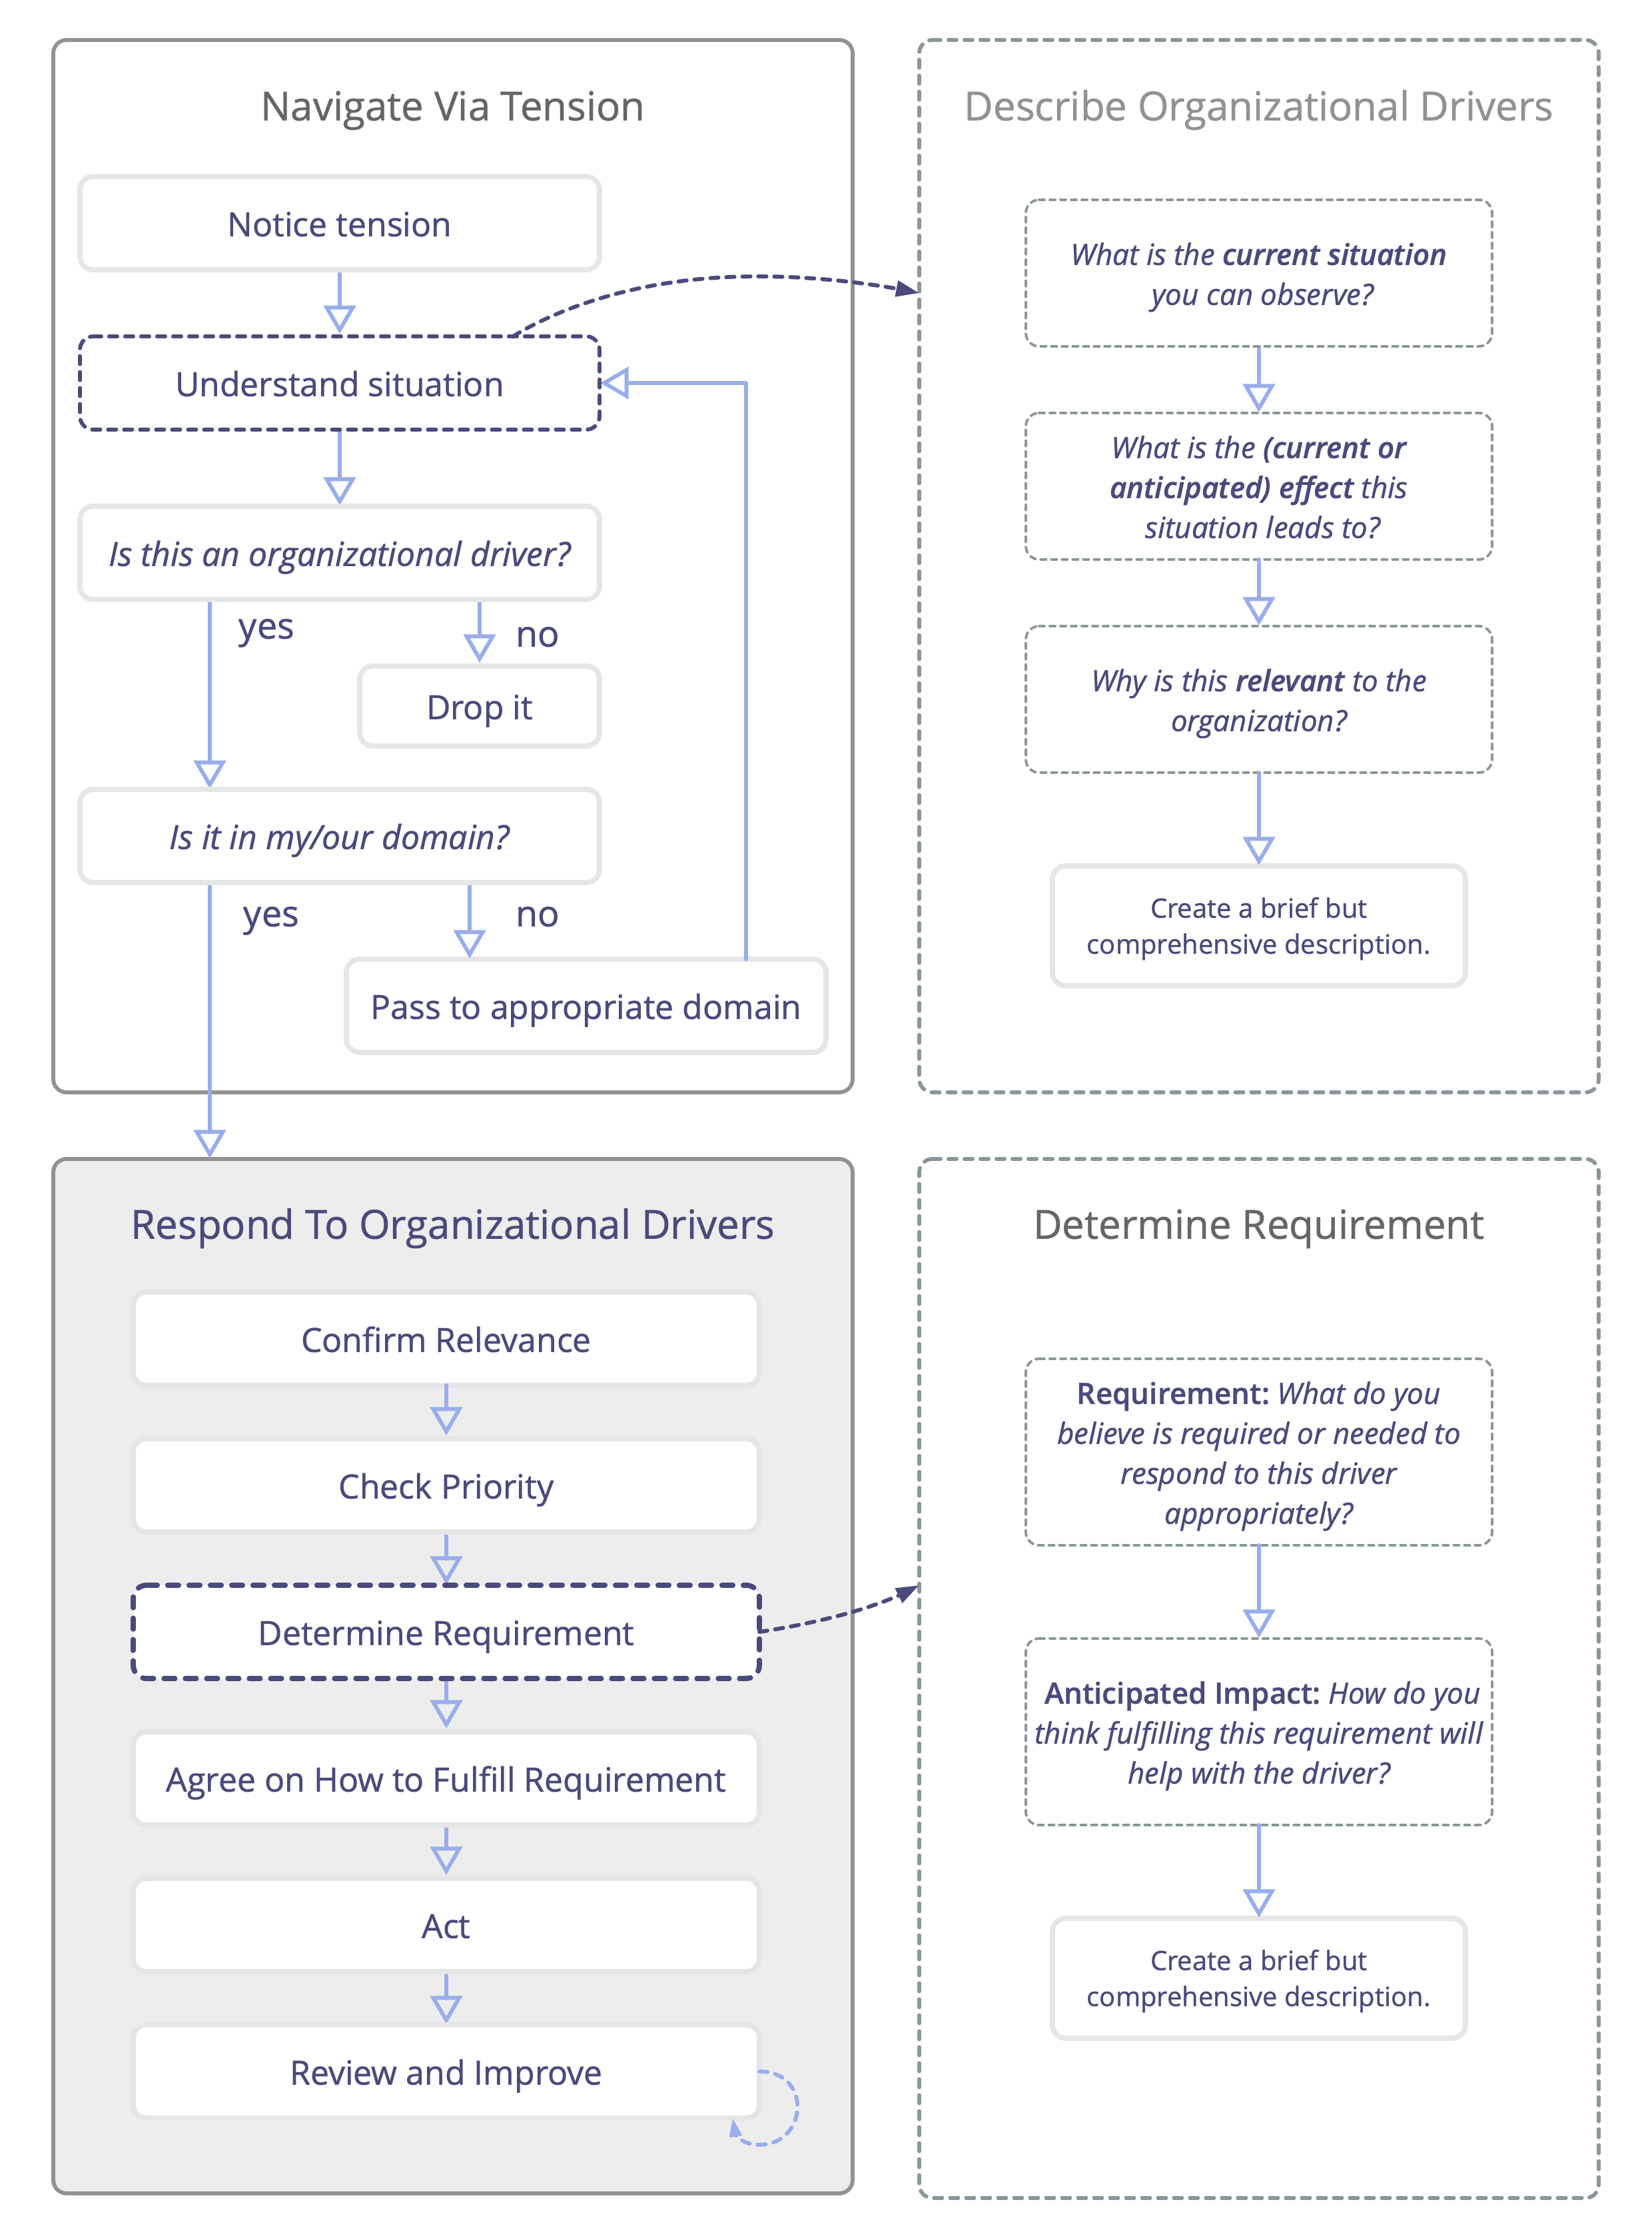 Navigate Via Tension
Notice tension
Understand situation
Is this an organizational driver?
yes
no
Drop it
Is it in my/our domain?
yes
no
Pass to appropriate domain
Describe Organizational Drivers
What is the current situation
you can observe?
What is the (current or
anticipated) effect this
situation leads to?
Why is this relevant to the
organization?
Create a brief but
comprehensive description.
Respond To Organizational Drivers
Confirm Relevance
Check Priority
Determine Requirement
Agree on How to Fulfill Requirement
Act
Review and Improve
Determine Requirement
Requirement: What do you
believe is required or needed to
respond to this driver
appropriately?
Anticipated Impact: How do you
think fulfilling this requirement will
help with the driver?
Create a brief but
comprehensive description.